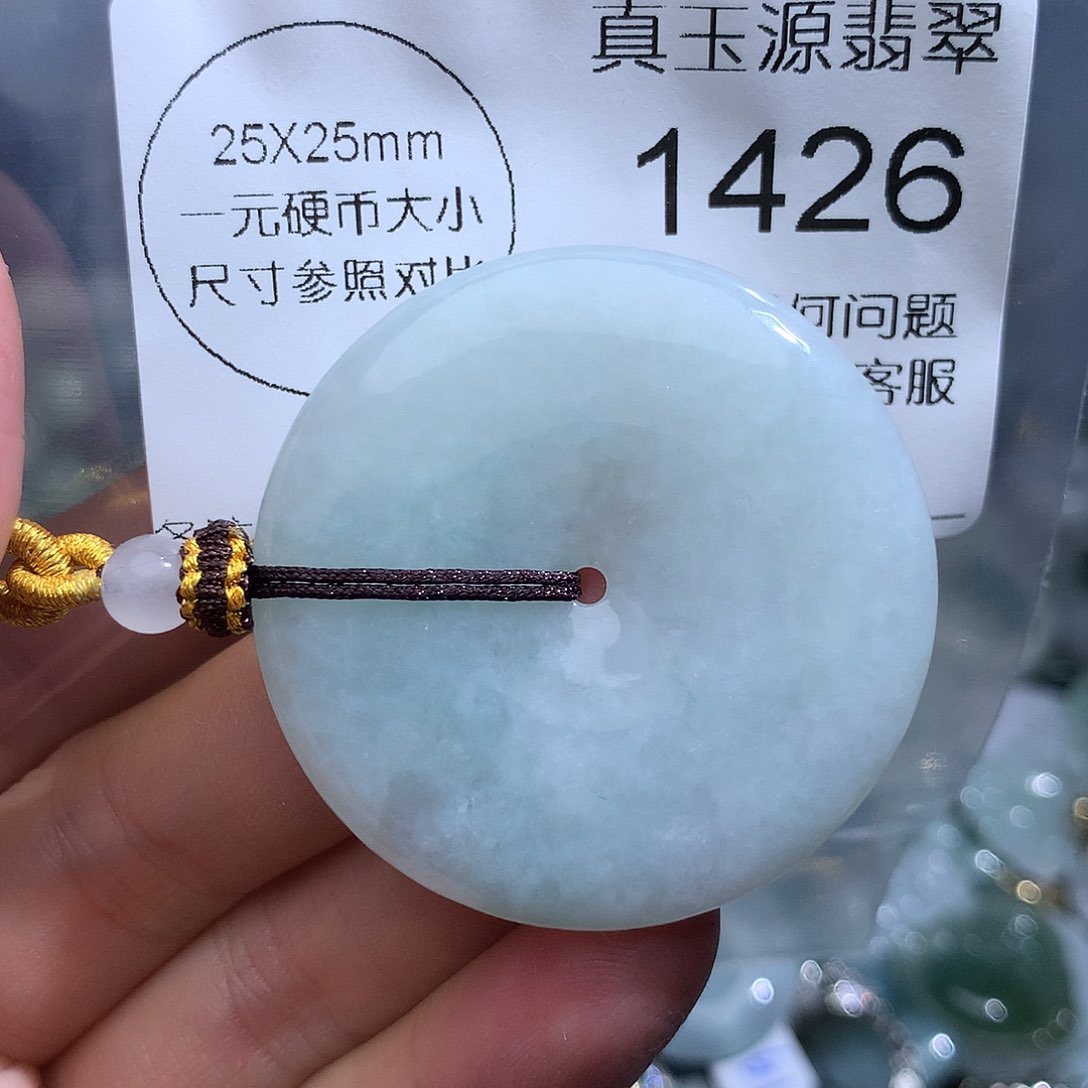 真玉源翡翠
1426
25X25mm
一元硬币大小
尺寸参照对比
何问题
客服